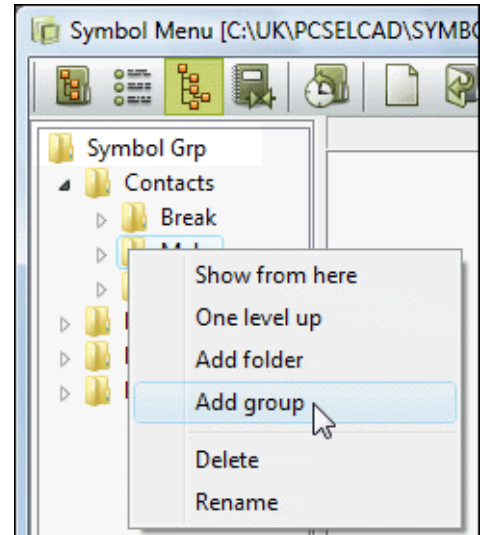 Symbol Menu [C:\UK\PCSELCAD\SYMBO
Symbol Grp
Contacts
Break
Show from here
One level up
Add folder
Add group
Delete
Rename